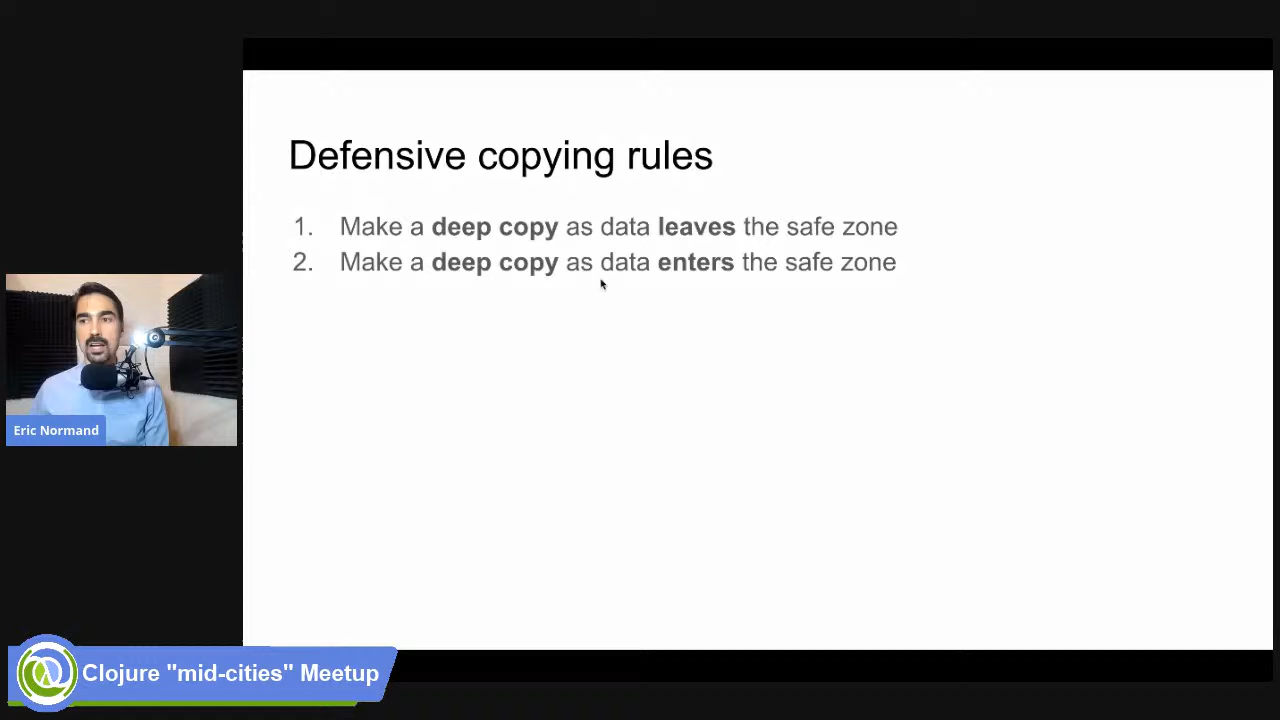 Defensive copying rules
1. Make a deep copy as data leaves the safe zone
2. Make a deep copy as data enters the safe zone
Eric Normand
Clojure "mid-cities" Meetup